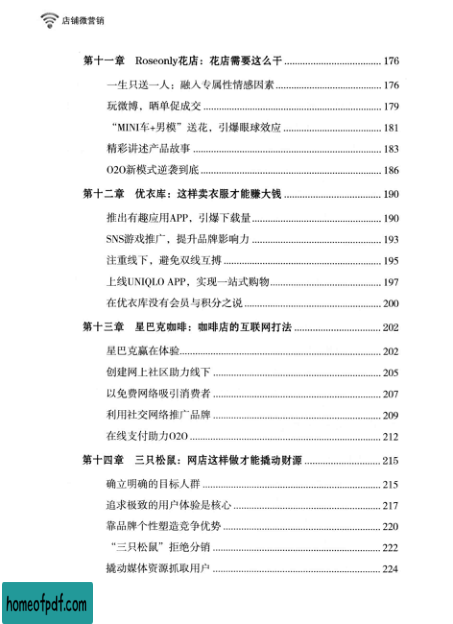 店铺微营销
第十一章 Roseonly花店：花店需要这么干 176
一生只送一人；融入专属性情感因素 176
玩微博，晒单促成交 179
“MINI车+男模”送花，引爆眼球效应 181
精彩讲述产品故事 183
O2O新模式逆袭到底 186
第十二章 优衣库：这样卖衣服才能赚大钱 190
推出有趣应用APP，引爆下载量 190
SNS游戏推广，提升品牌影响力 193
注重线下，避免双线互搏 195
上线UNIQLO APP，实现一站式购物 197
在优衣库没有会员与积分之说 200
第十三章 星巴克咖啡：咖啡店的互联网打法 202
星巴克赢在体验 202
创建网上社区助力线下 205
以免费网络吸引消费者 207
利用社交网络推广品牌 209
在线支付助力O2O 212
第十四章 三只松鼠：网店这样做才能撬动财源 215
确立明确的目标人群 215
追求极致的用户体验是核心 217
靠品牌个性塑造竞争优势 220
“三只松鼠”拒绝分销 222
撬动媒体资源抓取用户 224
homeofpdf.com